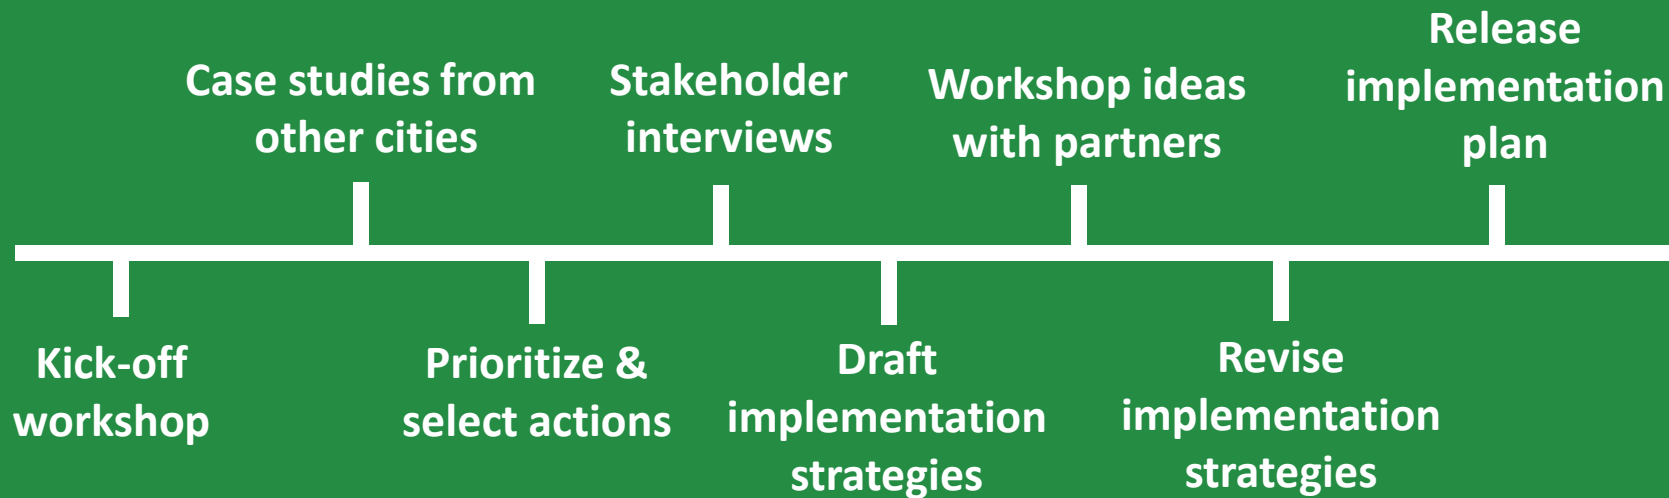 Kick-off
workshop
Case studies from
other cities
Prioritize &
select actions
Stakeholder
interviews
Draft
implementation
strategies
Workshop ideas
with partners
Revise
implementation
strategies
Release
implementation
plan